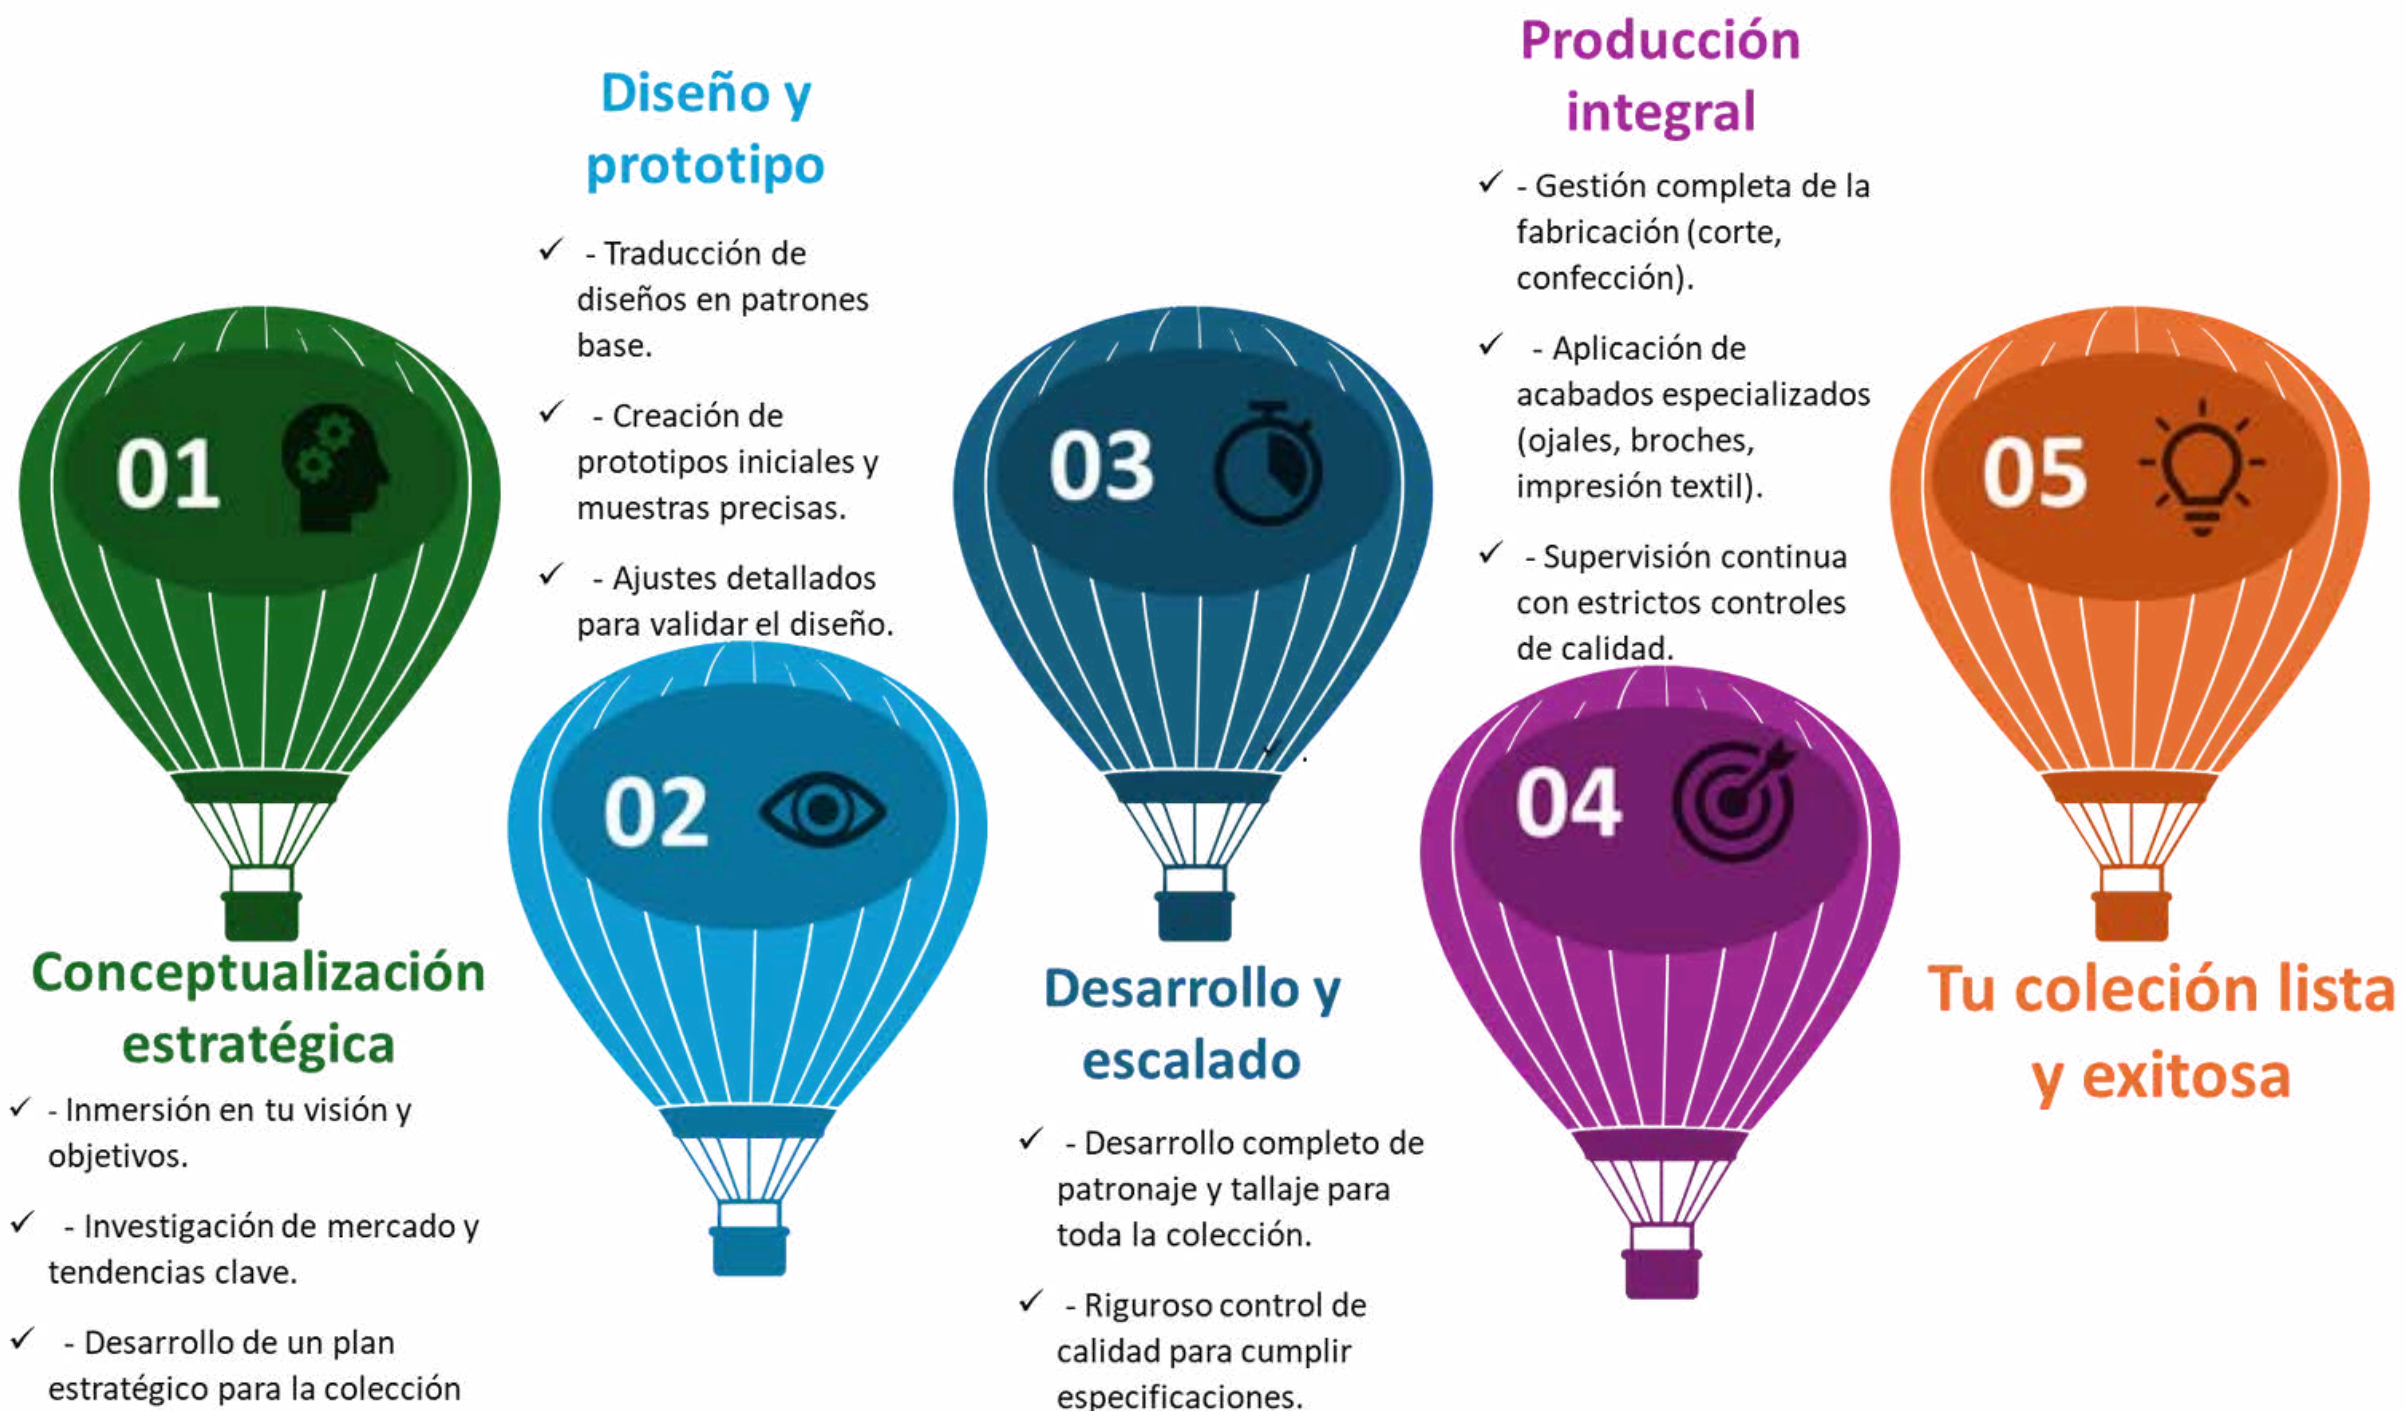 01
Conceptualización
estratégica
✓ - Inmersión en tu visión y
objetivos.
✓ - Investigación de mercado y
tendencias clave.
✓ - Desarrollo de un plan
estratégico para la colección
Diseño y
prototipo
✓ - Traducción de
diseños en patrones
base.
✓ - Creación de
prototipos iniciales y
muestras precisas.
✓ - Ajustes detallados
para validar el diseño.
02
03
✓ .
Desarrollo y
escalado
✓ - Desarrollo completo de
patronaje y tallaje para
toda la colección.
✓ - Riguroso control de
calidad para cumplir
especificaciones.
Producción
integral
✓ - Gestión completa de la
fabricación (corte,
confección).
✓ - Aplicación de
acabados especializados
(ojales, broches,
impresión textil).
✓ - Supervisión continua
con estrictos controles
de calidad.
04
05
Tu coleción lista
y exitosa